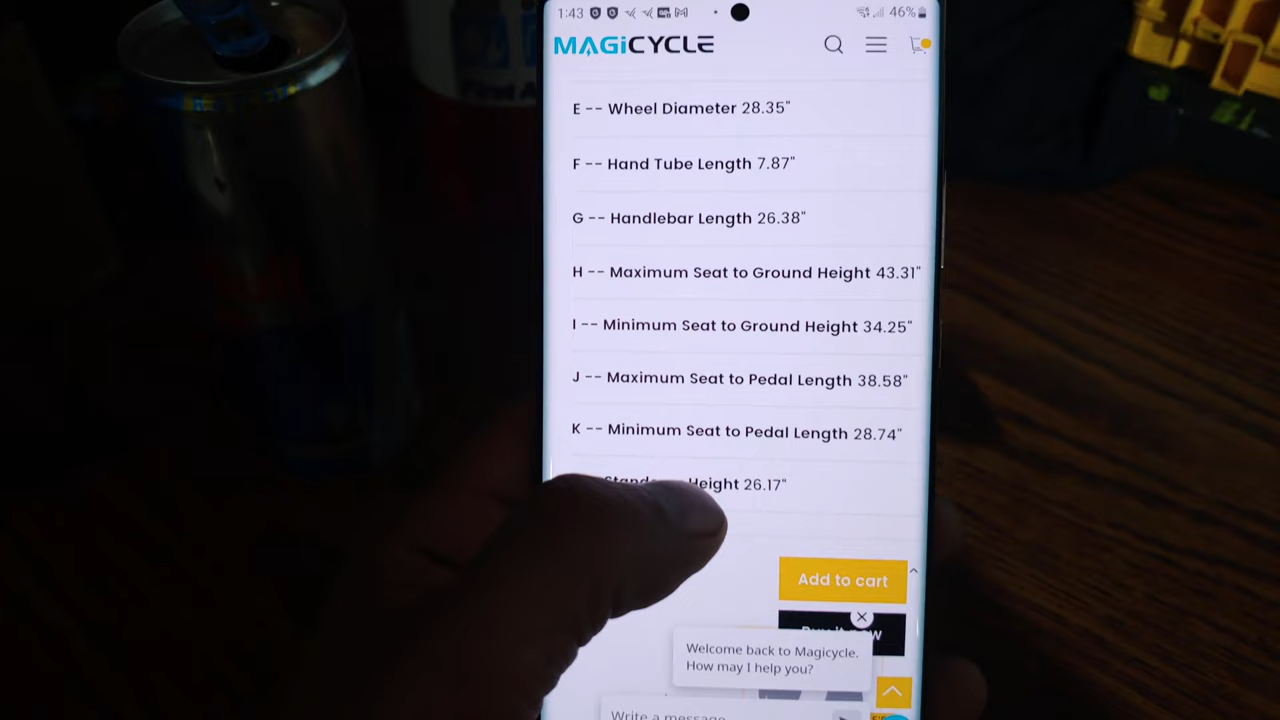 1:43
46%
MAGiCYCLE
E -- Wheel Diameter 28.35"
F -- Hand Tube Length 7.87"
G -- Handlebar Length 26.38"
H -- Maximum Seat to Ground Height 43.31"
I -- Minimum Seat to Ground Height 34.25"
J -- Maximum Seat to Pedal Length 38.58"
K -- Minimum Seat to Pedal Length 28.74"
Height 26.17"
Add to cart
Welcome back to Magicycle.
How may I help you?
Write a message